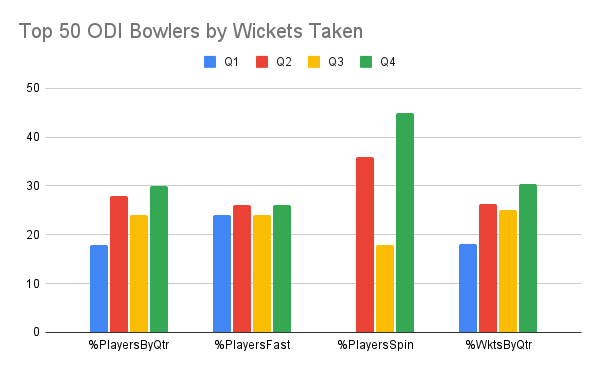 Top 50 ODI Bowlers by Wickets Taken
Q1 Q2 Q3 Q4
50
40
30
20
10
0
%PlayersByQtr %PlayersFast %PlayersSpin %WktsByQtr